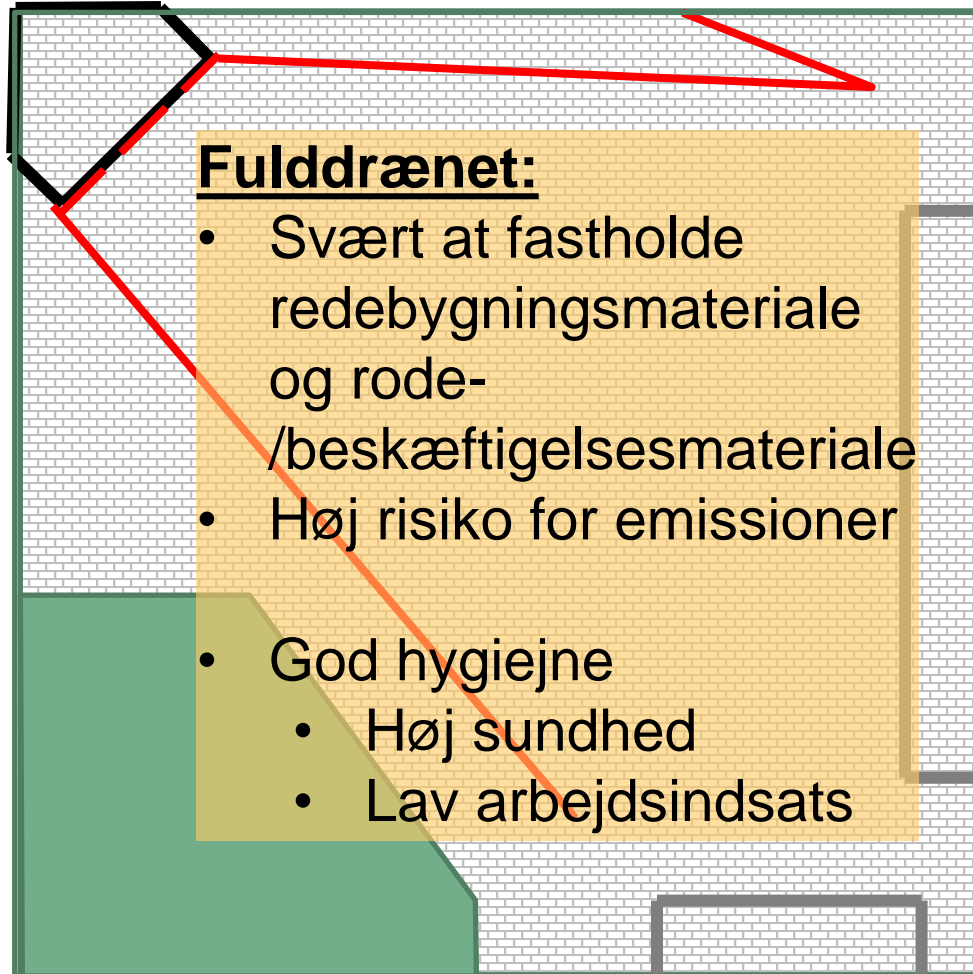 Fulddrænet:
• Svært at fastholde
redebygningsmateriale
og rode-
/beskæftigelsesmateriale
• Høj risiko for emissioner
• God hygiejne
• Høj sundhed
• Lav arbejdsindsats